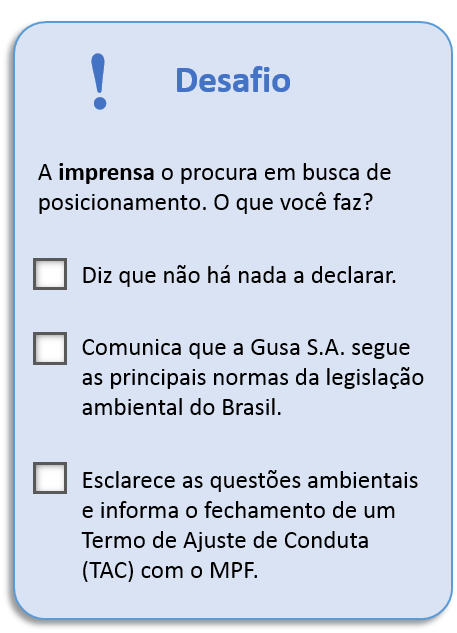 ! Desafio
A imprensa o procura em busca de
posicionamento. O que você faz?
Diz que não há nada a declarar.
Comunica que a Gusa S.A. segue
as principais normas da legislação
ambiental do Brasil.
Esclarece as questões ambientais
e informa o fechamento de um
Termo de Ajuste de Conduta
(TAC) com o MPF.